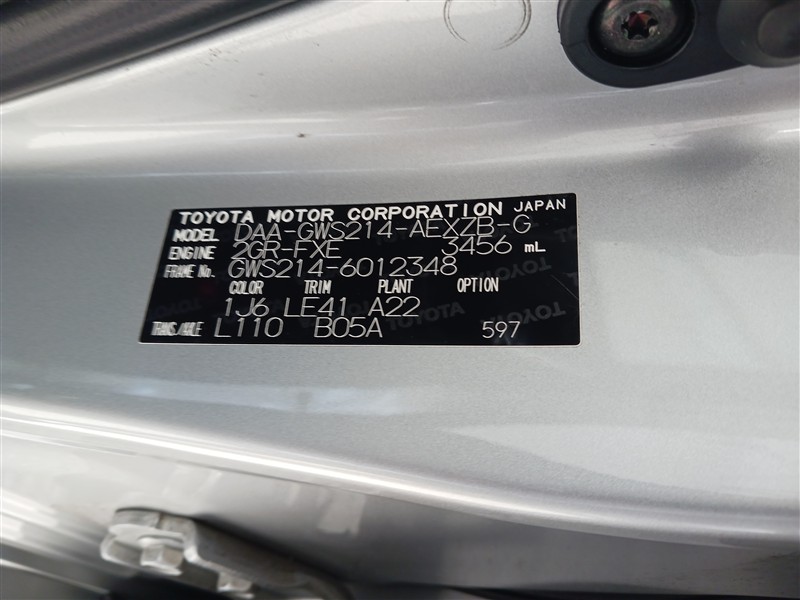 TOYOTA MOTOR CORPORATION JAPAN
MODEL DAA-GWS214-AEXZB-G
ENGINE 2GR-FXE 3456 mL
FRAME No. GWS214-6012348
COLOR TRIM PLANT OPTION
1J6 LE41 A22
TRANS/AXLE L110 B05A 597